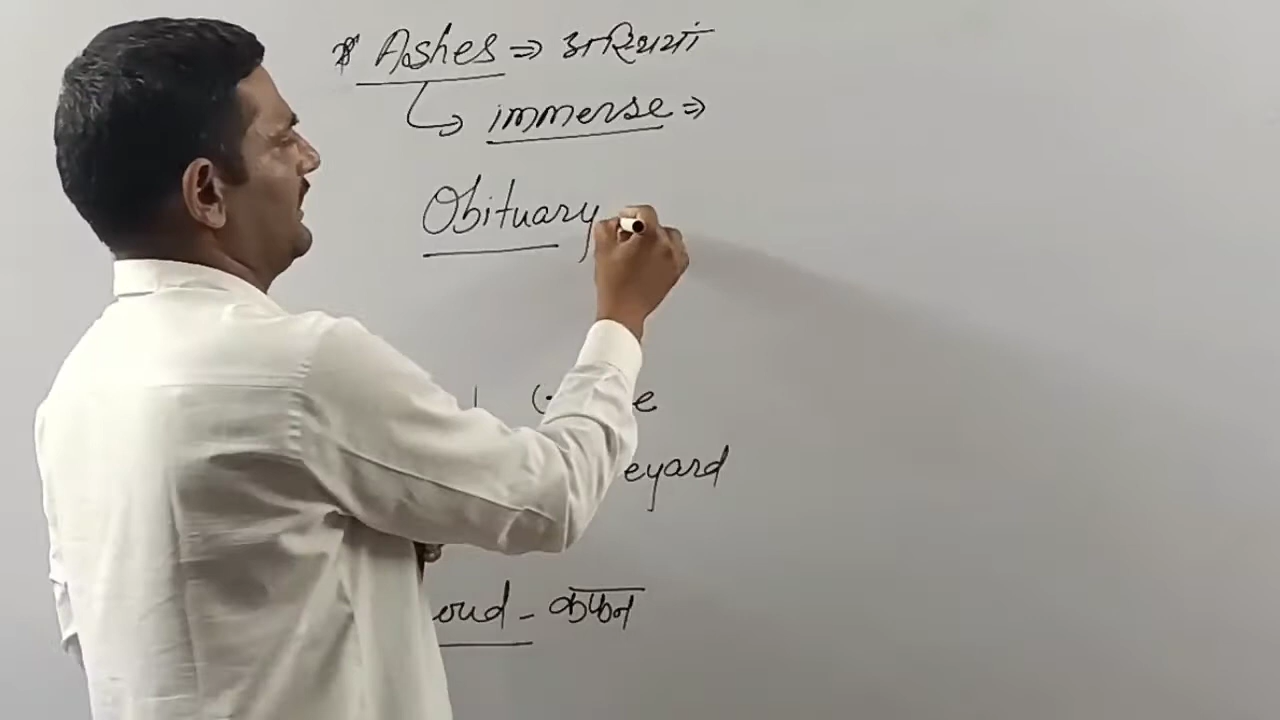 * Ashes ⇒ अस्थियाँ
↳ immerse ⇒
Obituary
eyard
oud - कफन